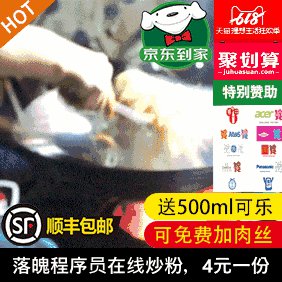 HOT
京东到家
618
天猫 理想生活狂欢季
聚划算
juhuasuan.com
特别赞助
acer
Panasonic
SF
顺丰包邮
送500ml可乐
可免费加肉丝
落魄程序员在线炒粉，4元一份